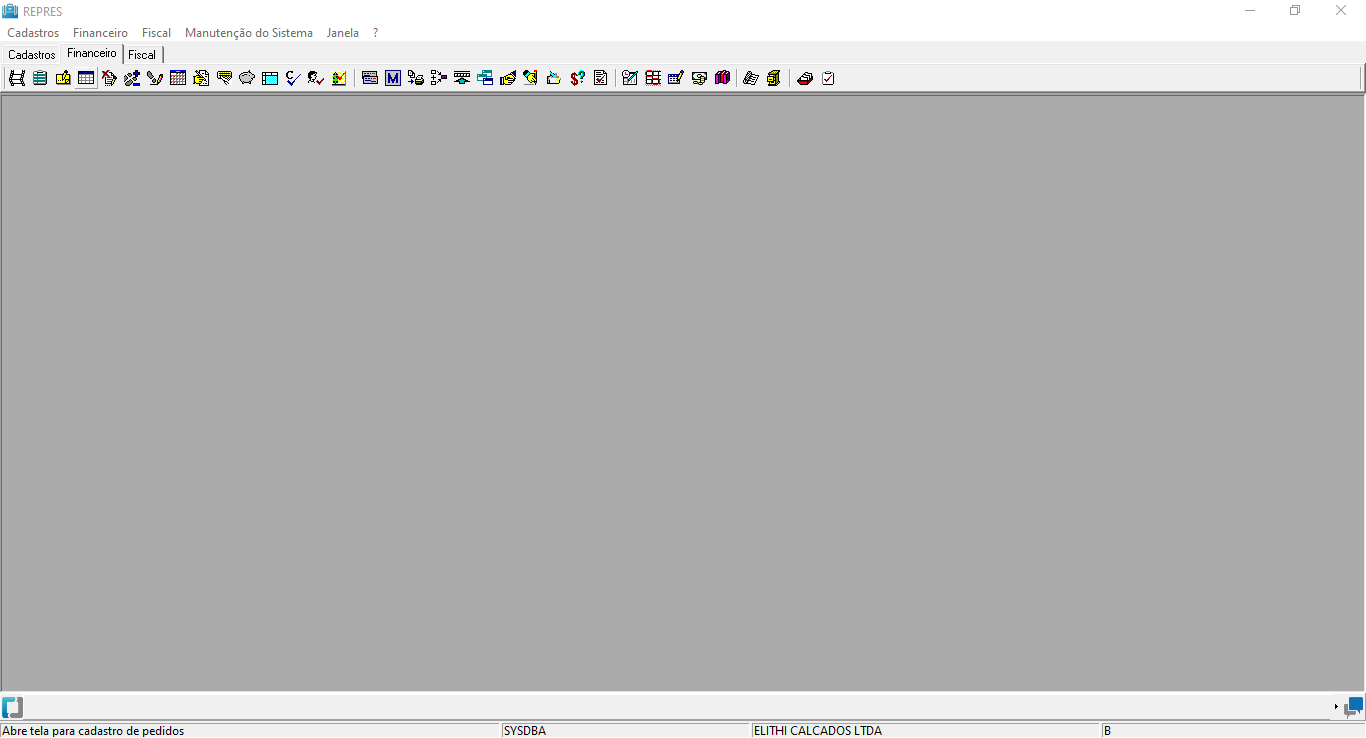 REPRES
Cadastros Financeiro Fiscal Manutenção do Sistema Janela ?
Cadastros Financeiro Fiscal
M
Abre tela para cadastro de pedidos SYSDBA ELITHI CALCADOS LTDA B